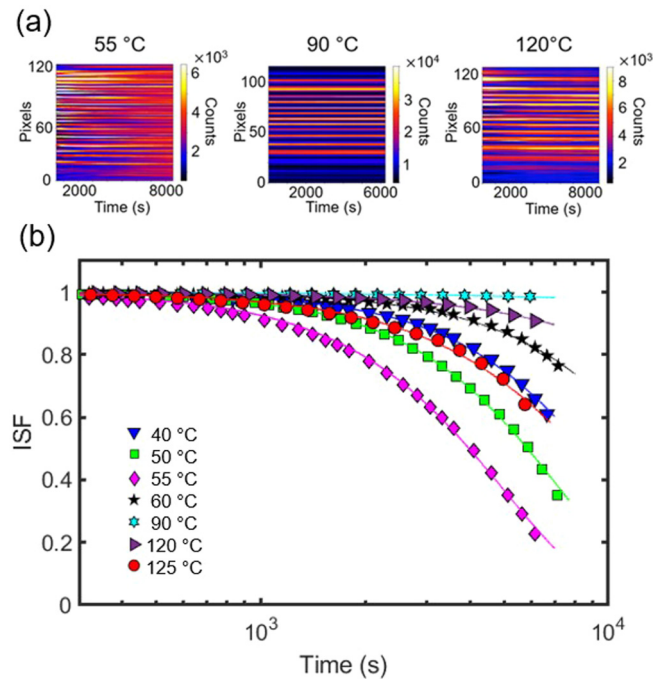 (a)
55 °C 90 °C 120°C
×10³ ×10⁴ ×10³
120 60 0 Pixels 2000 8000 Time (s) 6 4 2 Counts
100 50 0 Pixels 2000 6000 Time (s) 3 2 1 Counts
120 60 0 Pixels 2000 8000 Time (s) 8 6 4 2 Counts
(b)
ISF
1
0.8
0.6
0.4
0.2
0
40 °C
50 °C
55 °C
60 °C
90 °C
120 °C
125 °C
10³ 10⁴
Time (s)